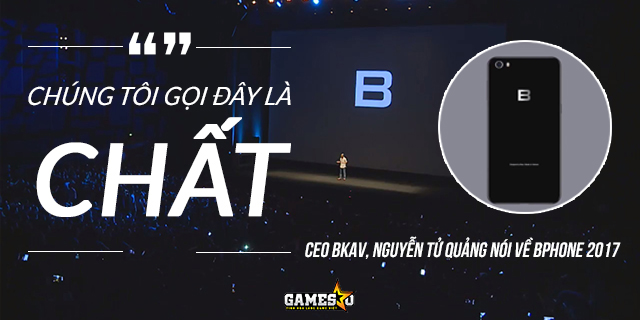 “”
CHÚNG TÔI GỌI ĐÂY LÀ
CHẤT
B
B
CEO BKAV, NGUYỄN TỬ QUẢNG NÓI VỀ BPHONE 2017
GAMES